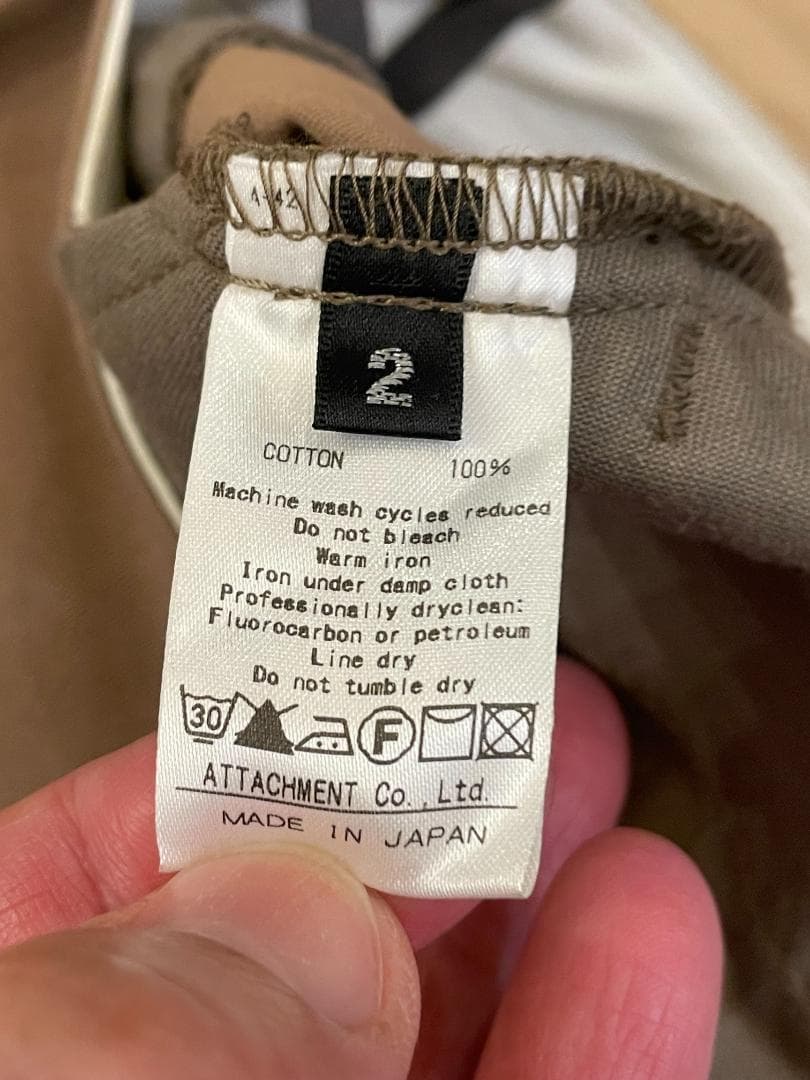 2
COTTON 100%
Machine wash cycles reduced
Do not bleach
Warm iron
Iron under damp cloth
Professionally dryclean:
Fluorocarbon or petroleum
Line dry
Do not tumble dry
30 F
ATTACHMENT Co.,Ltd.
MADE IN JAPAN